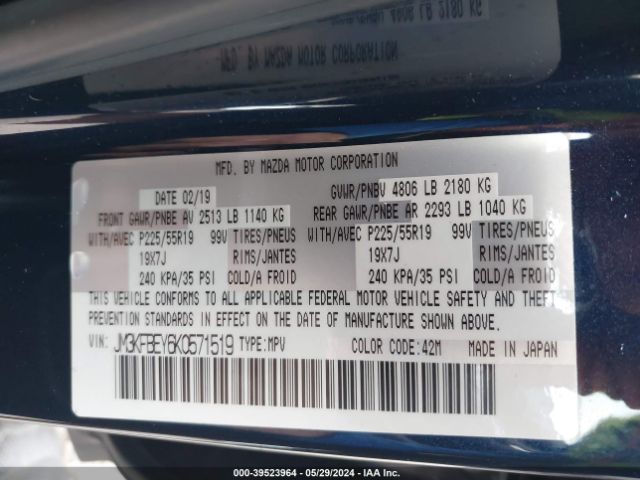 MFD. BY MAZDA MOTOR CORPORATION
DATE 02/19 GVWR/PNBV 4806 LB 2180 KG
FRONT GAWR/PNBE AV 2513 LB 1140 KG REAR GAWR/PNBE AR 2293 LB 1040 KG
WITH/AVEC P225/55R19 99V TIRES/PNEUS WITH/AVEC P225/55R19 99V TIRES/PNEUS
19X7J RIMS/JANTES 19X7J RIMS/JANTES
240 KPA/35 PSI COLD/A FROID 240 KPA/35 PSI COLD/A FROID
THIS VEHICLE CONFORMS TO ALL APPLICABLE FEDERAL MOTOR VEHICLE SAFETY AND THEFT
PREVENTION STANDARDS IN EFFECT ON THE DATE OF MANUFACTURE SHOWN ABOVE.
VIN: JM3KFBEY6K0571519 TYPE:MPV COLOR CODE:42M MADE IN JAPAN
000-39523964 - 05/29/2024 - IAA Inc.